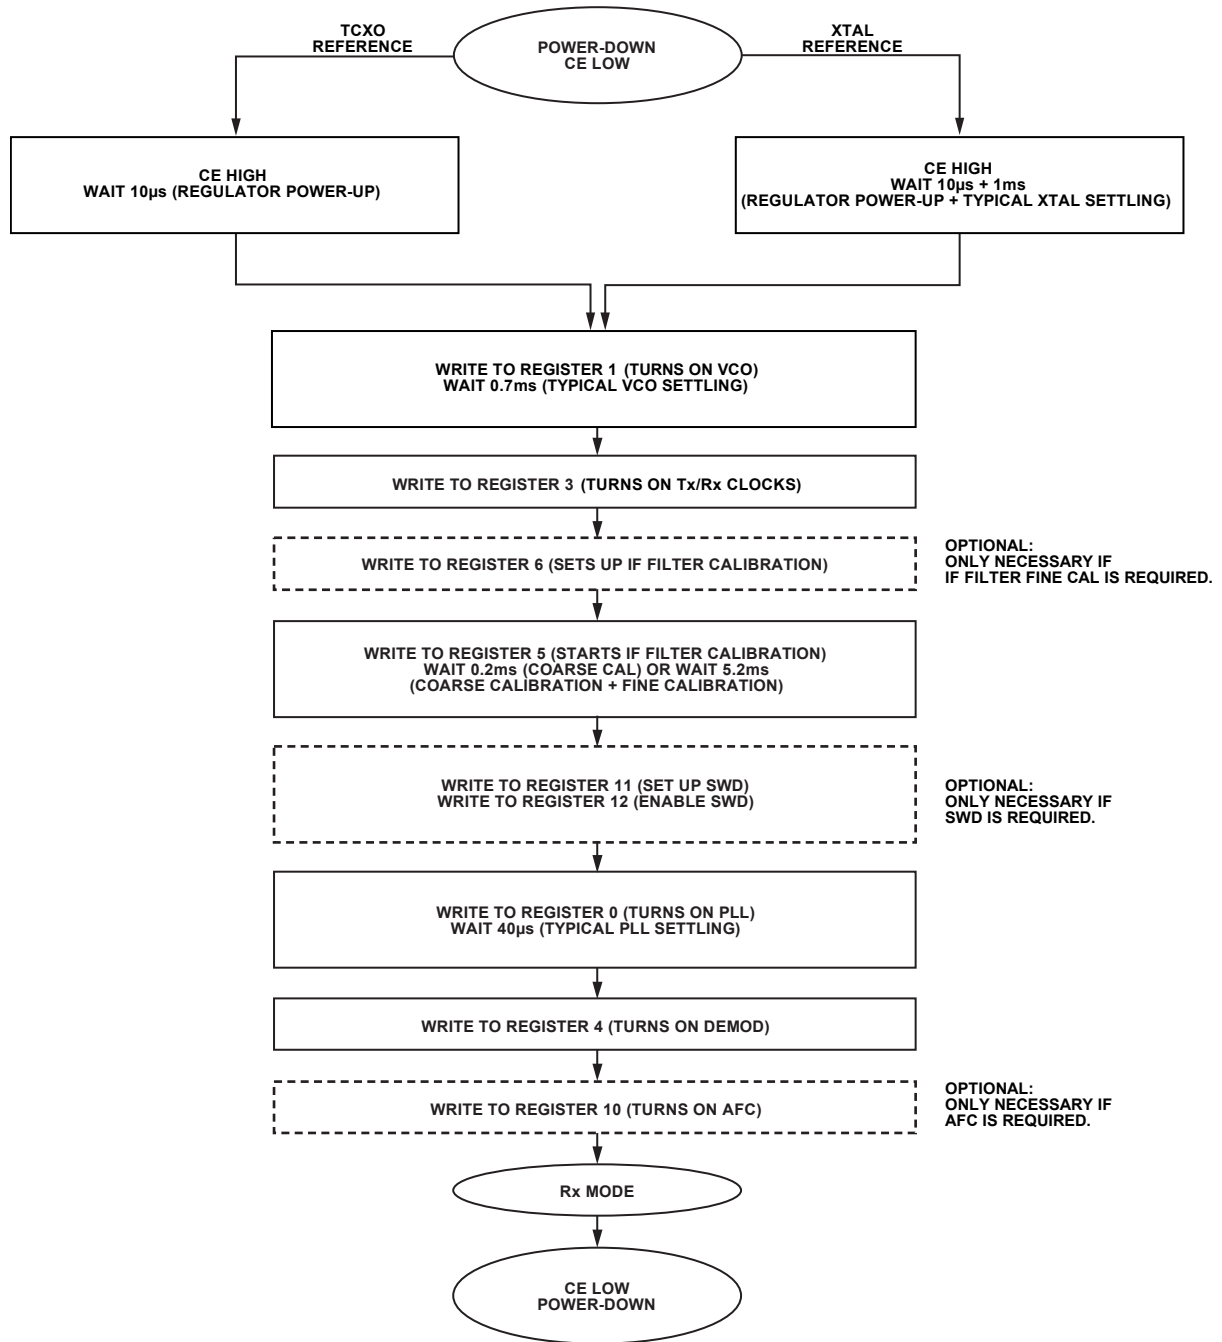 TCXO
REFERENCE
POWER-DOWN
CE LOW
XTAL
REFERENCE
CE HIGH
WAIT 10µs (REGULATOR POWER-UP)
CE HIGH
WAIT 10µs + 1ms
(REGULATOR POWER-UP + TYPICAL XTAL SETTLING)
WRITE TO REGISTER 1 (TURNS ON VCO)
WAIT 0.7ms (TYPICAL VCO SETTLING)
WRITE TO REGISTER 3 (TURNS ON Tx/Rx CLOCKS)
WRITE TO REGISTER 6 (SETS UP IF FILTER CALIBRATION)
OPTIONAL:
ONLY NECESSARY IF
IF FILTER FINE CAL IS REQUIRED.
WRITE TO REGISTER 5 (STARTS IF FILTER CALIBRATION)
WAIT 0.2ms (COARSE CAL) OR WAIT 5.2ms
(COARSE CALIBRATION + FINE CALIBRATION)
WRITE TO REGISTER 11 (SET UP SWD)
WRITE TO REGISTER 12 (ENABLE SWD)
OPTIONAL:
ONLY NECESSARY IF
SWD IS REQUIRED.
WRITE TO REGISTER 0 (TURNS ON PLL)
WAIT 40µs (TYPICAL PLL SETTLING)
WRITE TO REGISTER 4 (TURNS ON DEMOD)
WRITE TO REGISTER 10 (TURNS ON AFC)
OPTIONAL:
ONLY NECESSARY IF
AFC IS REQUIRED.
Rx MODE
CE LOW
POWER-DOWN